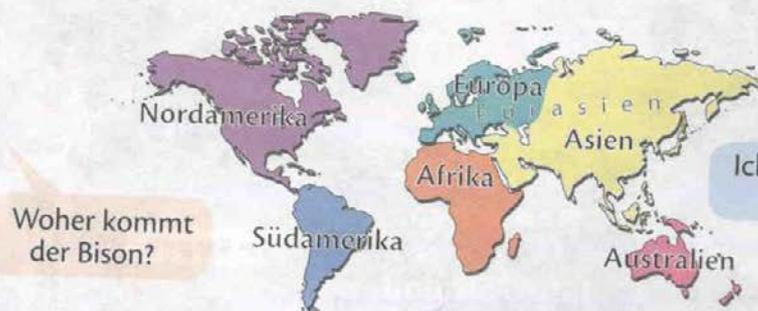 Europa
Eurasien
Nordamerika
Asien
Afrika
Ich
Woher kommt
der Bison?
Südamerika
Australien